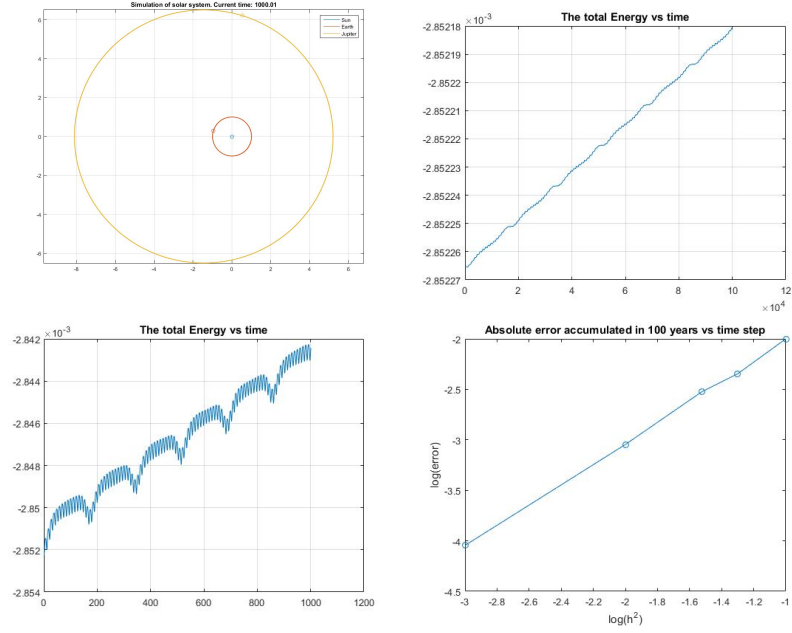 Simulation of solar system. Current time: 1000.01
Sun
Earth
Jupiter
6
4
2
0
-2
-4
-6
-8 -6 -4 -2 0 2 4 6
The total Energy vs time
×10⁻³
-2.85218
-2.85219
-2.8522
-2.85221
-2.85222
-2.85223
-2.85224
-2.85225
-2.85226
-2.85227
0 2 4 6 8 10 12
×10⁴
The total Energy vs time
×10⁻³
-2.842
-2.844
-2.846
-2.848
-2.85
-2.852
-2.854
0 200 400 600 800 1000 1200
Absolute error accumulated in 100 years vs time step
log(error)
-2
-2.5
-3
-3.5
-4
-4.5
-3 -2.8 -2.6 -2.4 -2.2 -2 -1.8 -1.6 -1.4 -1.2 -1
log(h²)